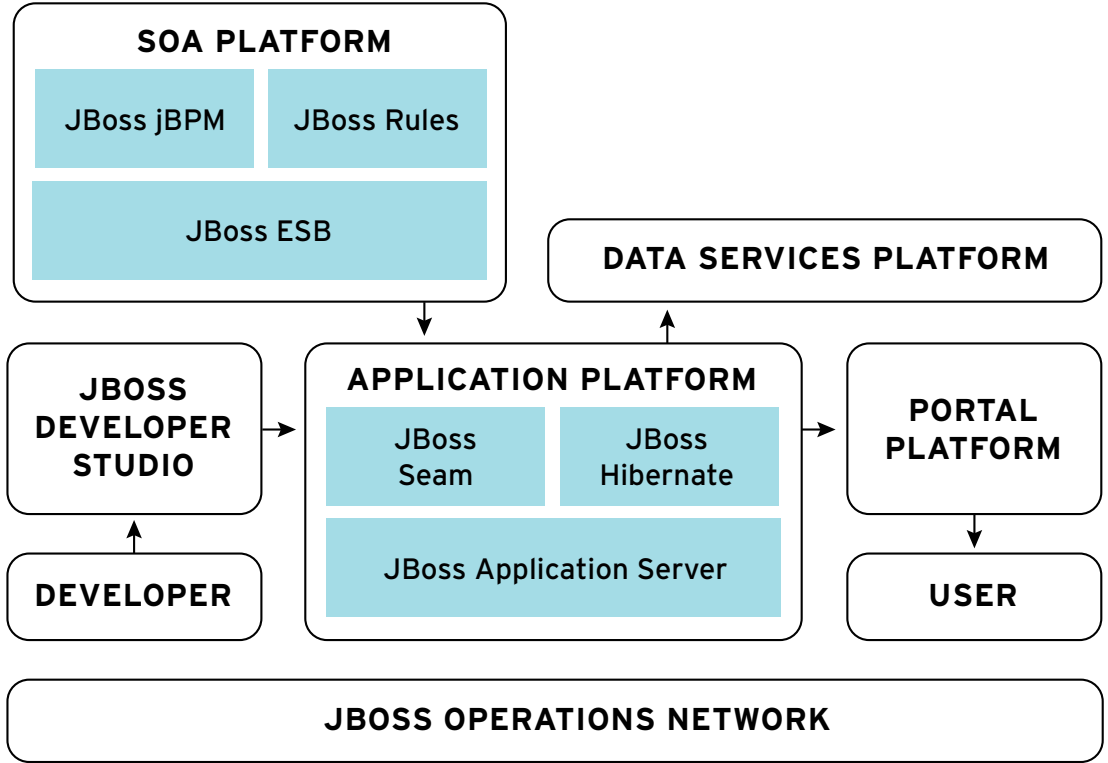 SOA PLATFORM
JBoss jBPM
JBoss Rules
JBoss ESB
DATA SERVICES PLATFORM
JBOSS
DEVELOPER
STUDIO
APPLICATION PLATFORM
JBoss
Seam
JBoss
Hibernate
JBoss Application Server
PORTAL
PLATFORM
DEVELOPER
USER
JBOSS OPERATIONS NETWORK